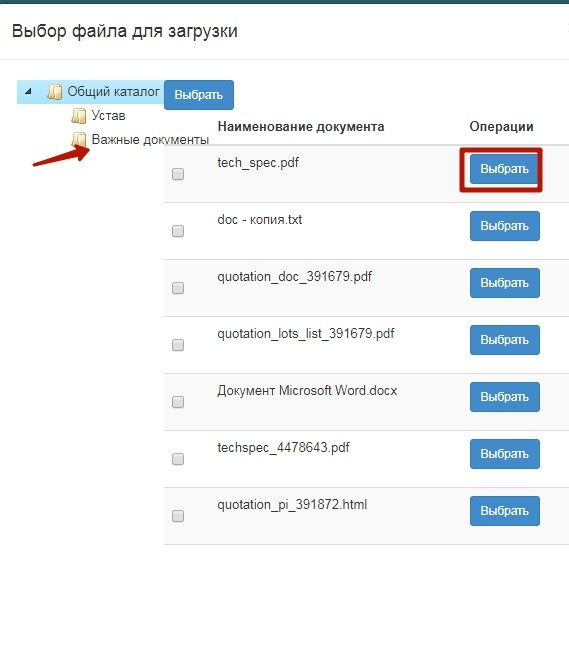 Выбор файла для загрузки
Общий каталог
Выбрать
Устав
Важные документы
Наименование документа Операции
tech_spec.pdf Выбрать
doc - копия.txt Выбрать
quotation_doc_391679.pdf Выбрать
quotation_lots_list_391679.pdf Выбрать
Документ Microsoft Word.docx Выбрать
techspec_4478643.pdf Выбрать
quotation_pi_391872.html Выбрать